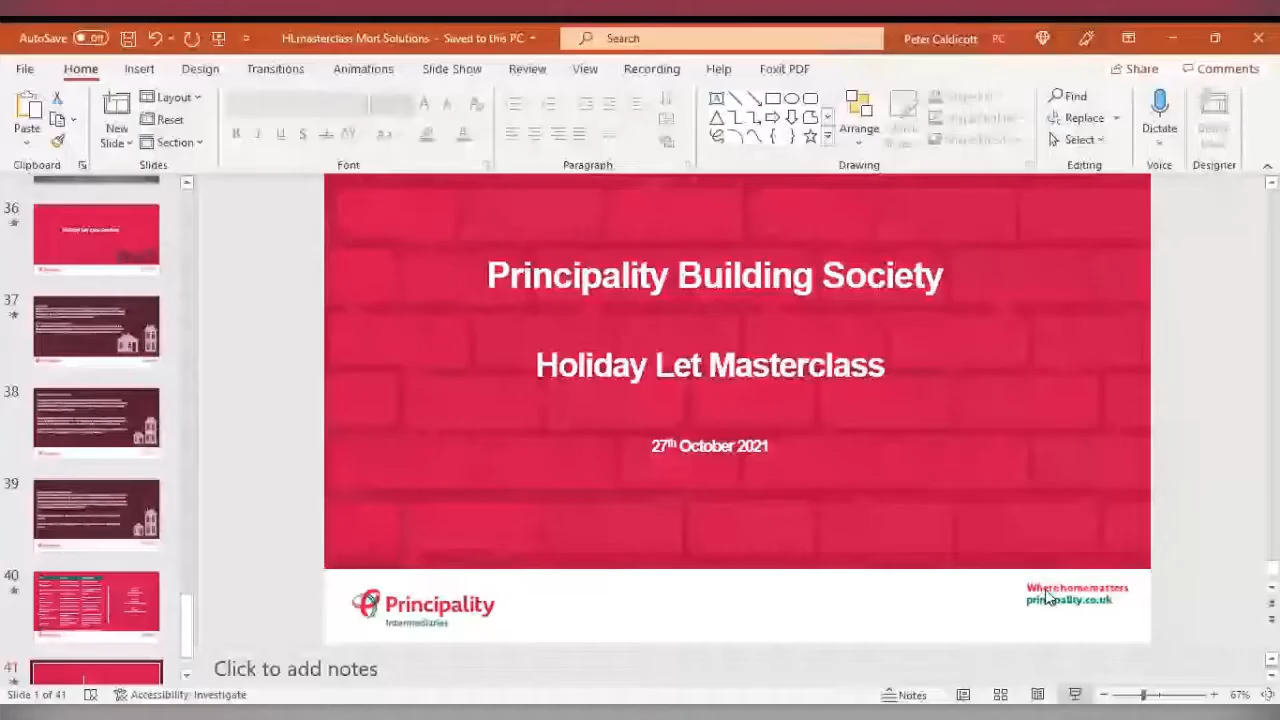 AutoSave Off HLmasterclass Mort Solutions - Saved to this PC Search Peter Caldicott PC
File Home Insert Design Transitions Animations Slide Show Review View Recording Help Foxit PDF Share Comments
Paste New Slide Layout Reset Section Arrange Find Replace Select Dictate
Clipboard Slides Font Paragraph Drawing Editing Voice Designer
36
37
38
39
40
41
Principality Building Society
Holiday Let Masterclass
27th October 2021
Principality
Intermediaries
Where home matters
principality.co.uk
Click to add notes
Slide 1 of 41 Accessibility: Investigate Notes 67%